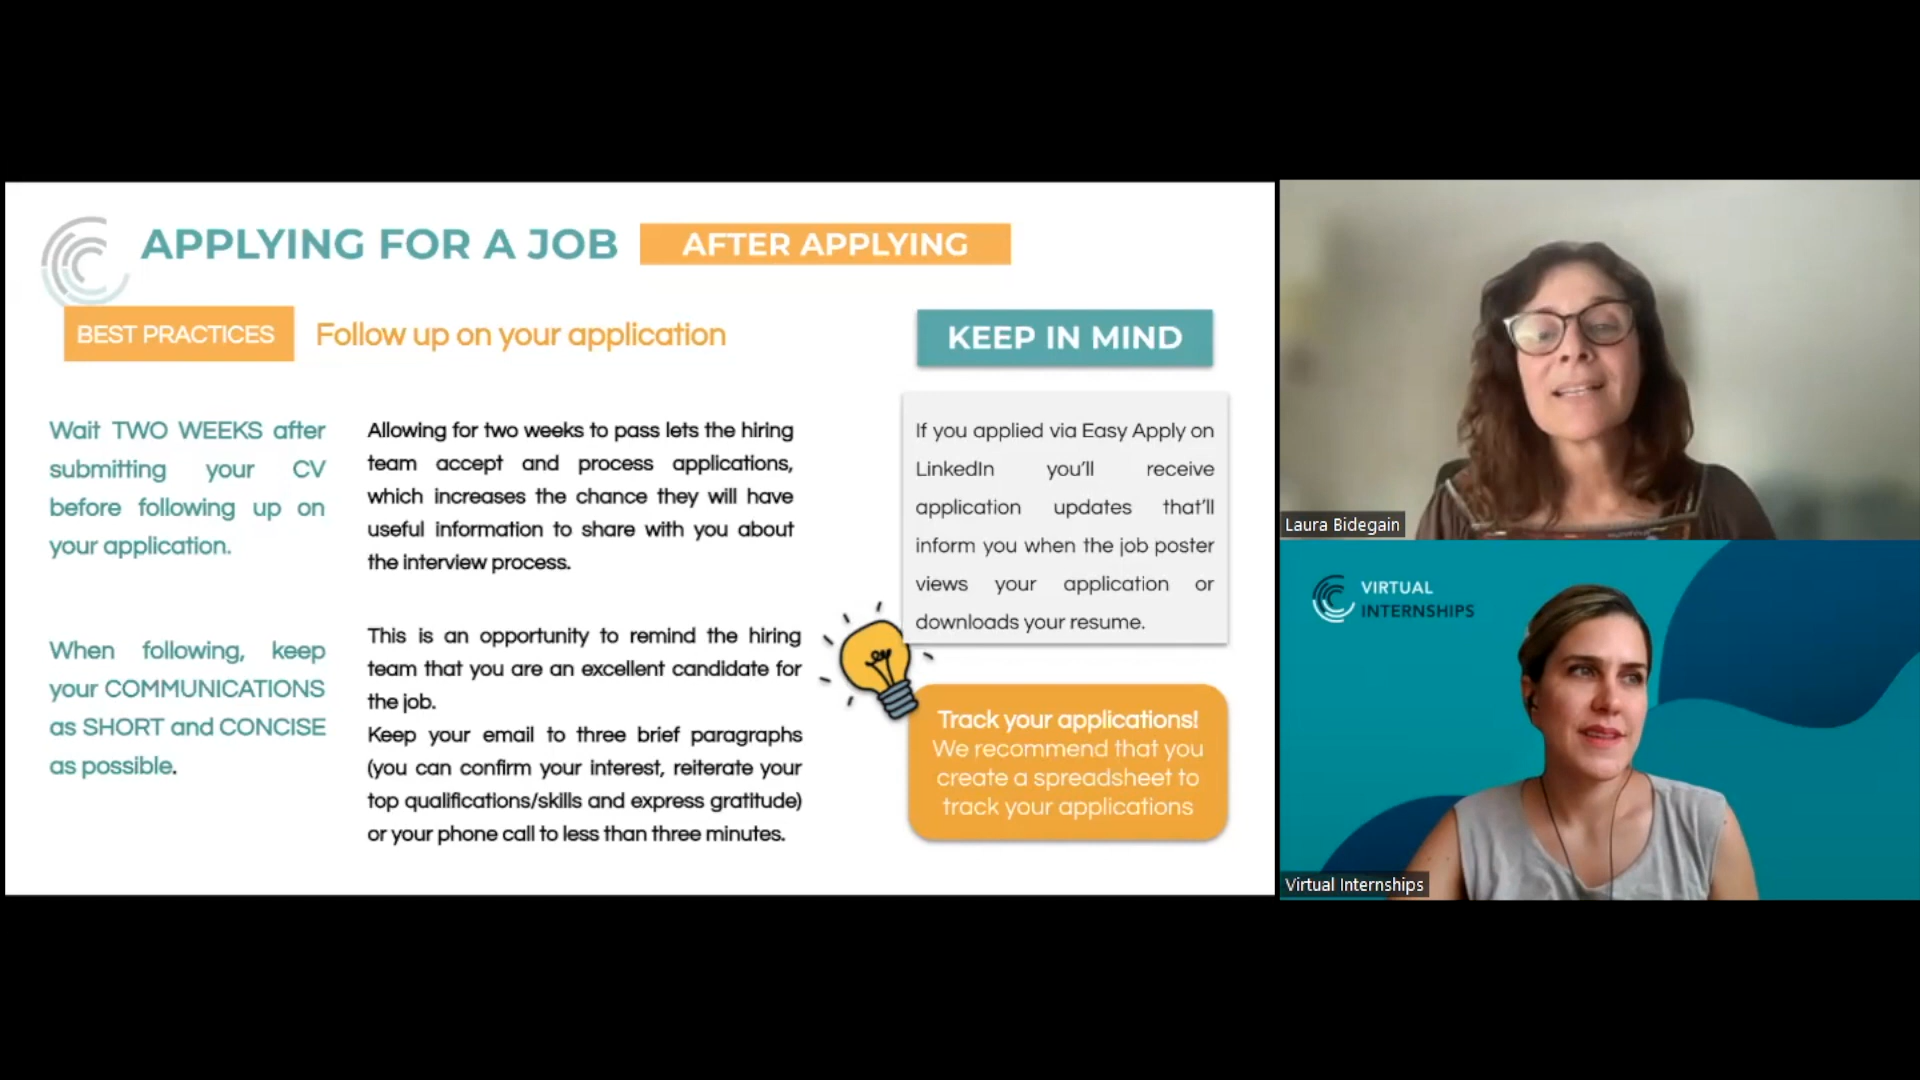 APPLYING FOR A JOB
AFTER APPLYING
BEST PRACTICES
Follow up on your application
KEEP IN MIND
Wait TWO WEEKS after
submitting your CV
before following up on
your application.
Allowing for two weeks to pass lets the hiring
team accept and process applications,
which increases the chance they will have
useful information to share with you about
the interview process.
When following, keep
your COMMUNICATIONS
as SHORT and CONCISE
as possible.
This is an opportunity to remind the hiring
team that you are an excellent candidate for
the job.
Keep your email to three brief paragraphs
(you can confirm your interest, reiterate your
top qualifications/skills and express gratitude)
or your phone call to less than three minutes.
If you applied via Easy Apply on
LinkedIn you'll receive
application updates that'll
inform you when the job poster
views your application or
downloads your resume.
Track your applications!
We recommend that you
create a spreadsheet to
track your applications
Laura Bidegain
VIRTUAL
INTERNSHIPS
Virtual Internships